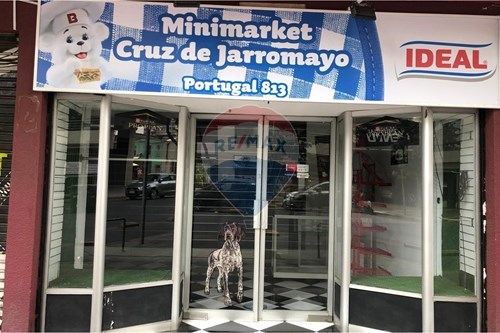 B
Minimarket
Cruz de Jarromayo
Portugal 813
IDEAL
RE/MAX